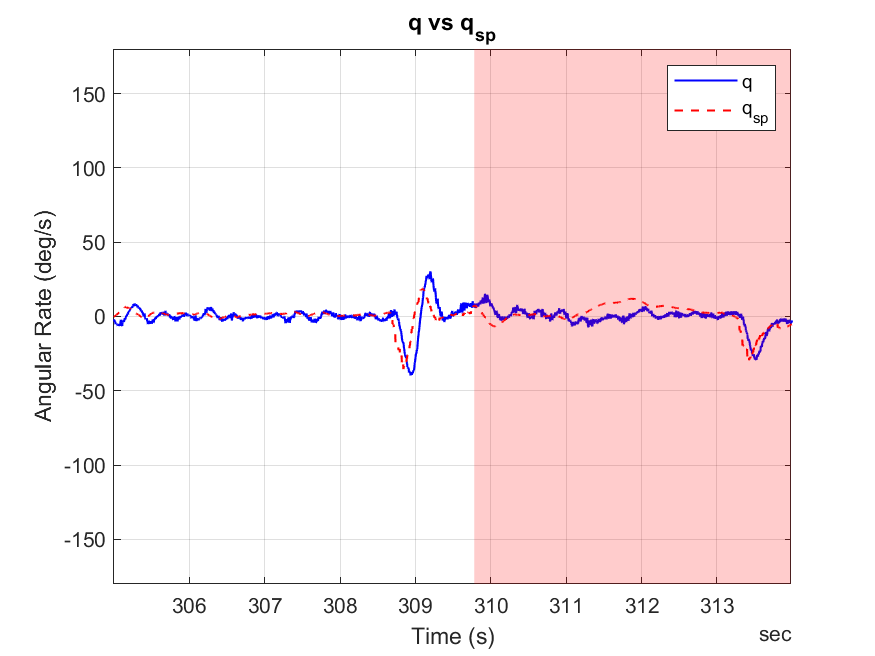 q vs q_sp
q
q_sp
150
100
50
0
-50
-100
-150
Angular Rate (deg/s)
306 307 308 309 310 311 312 313
sec
Time (s)